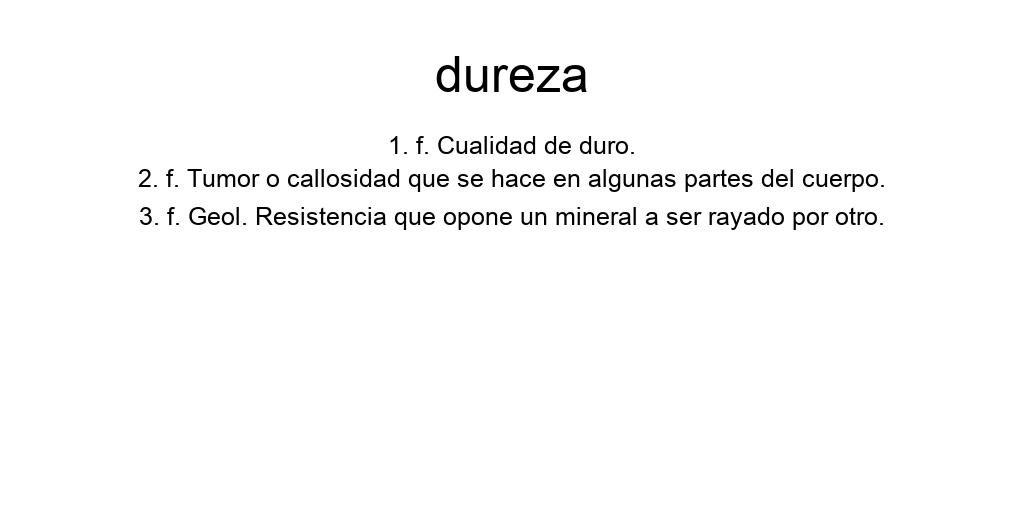 dureza
1. f. Cualidad de duro.
2. f. Tumor o callosidad que se hace en algunas partes del cuerpo.
3. f. Geol. Resistencia que opone un mineral a ser rayado por otro.